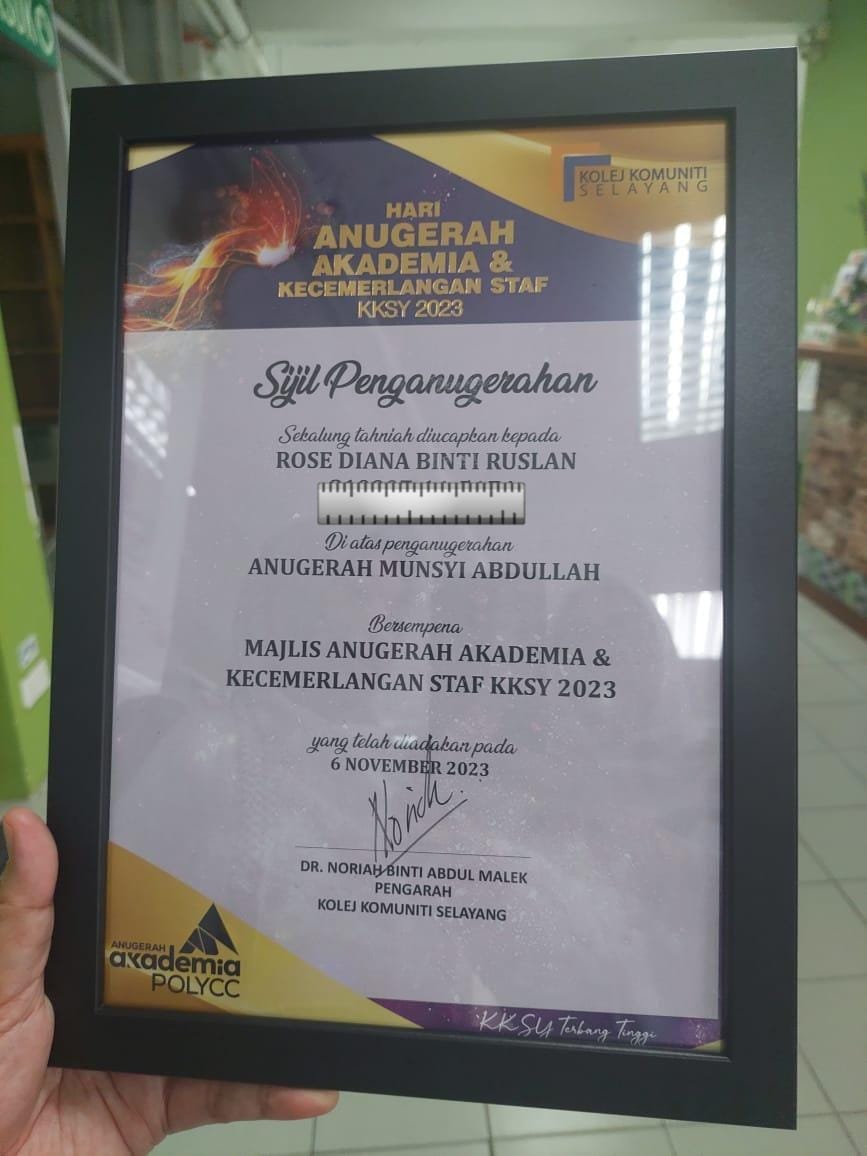 KOLEJ KOMUNITI
SELAYANG
HARI
ANUGERAH
AKADEMIA &
KECEMERLANGAN STAF
KKSY 2023
Sijil Penganugerahan
Sekalung tahniah diucapkan kepada
ROSE DIANA BINTI RUSLAN
Di atas penganugerahan
ANUGERAH MUNSYI ABDULLAH
Bersempena
MAJLIS ANUGERAH AKADEMIA &
KECEMERLANGAN STAF KKSY 2023
yang telah diadakan pada
6 NOVEMBER 2023
Noriah
DR. NORIAH BINTI ABDUL MALEK
PENGARAH
KOLEJ KOMUNITI SELAYANG
ANUGERAH
akademia
POLYCC
KKSY Terbang Tinggi